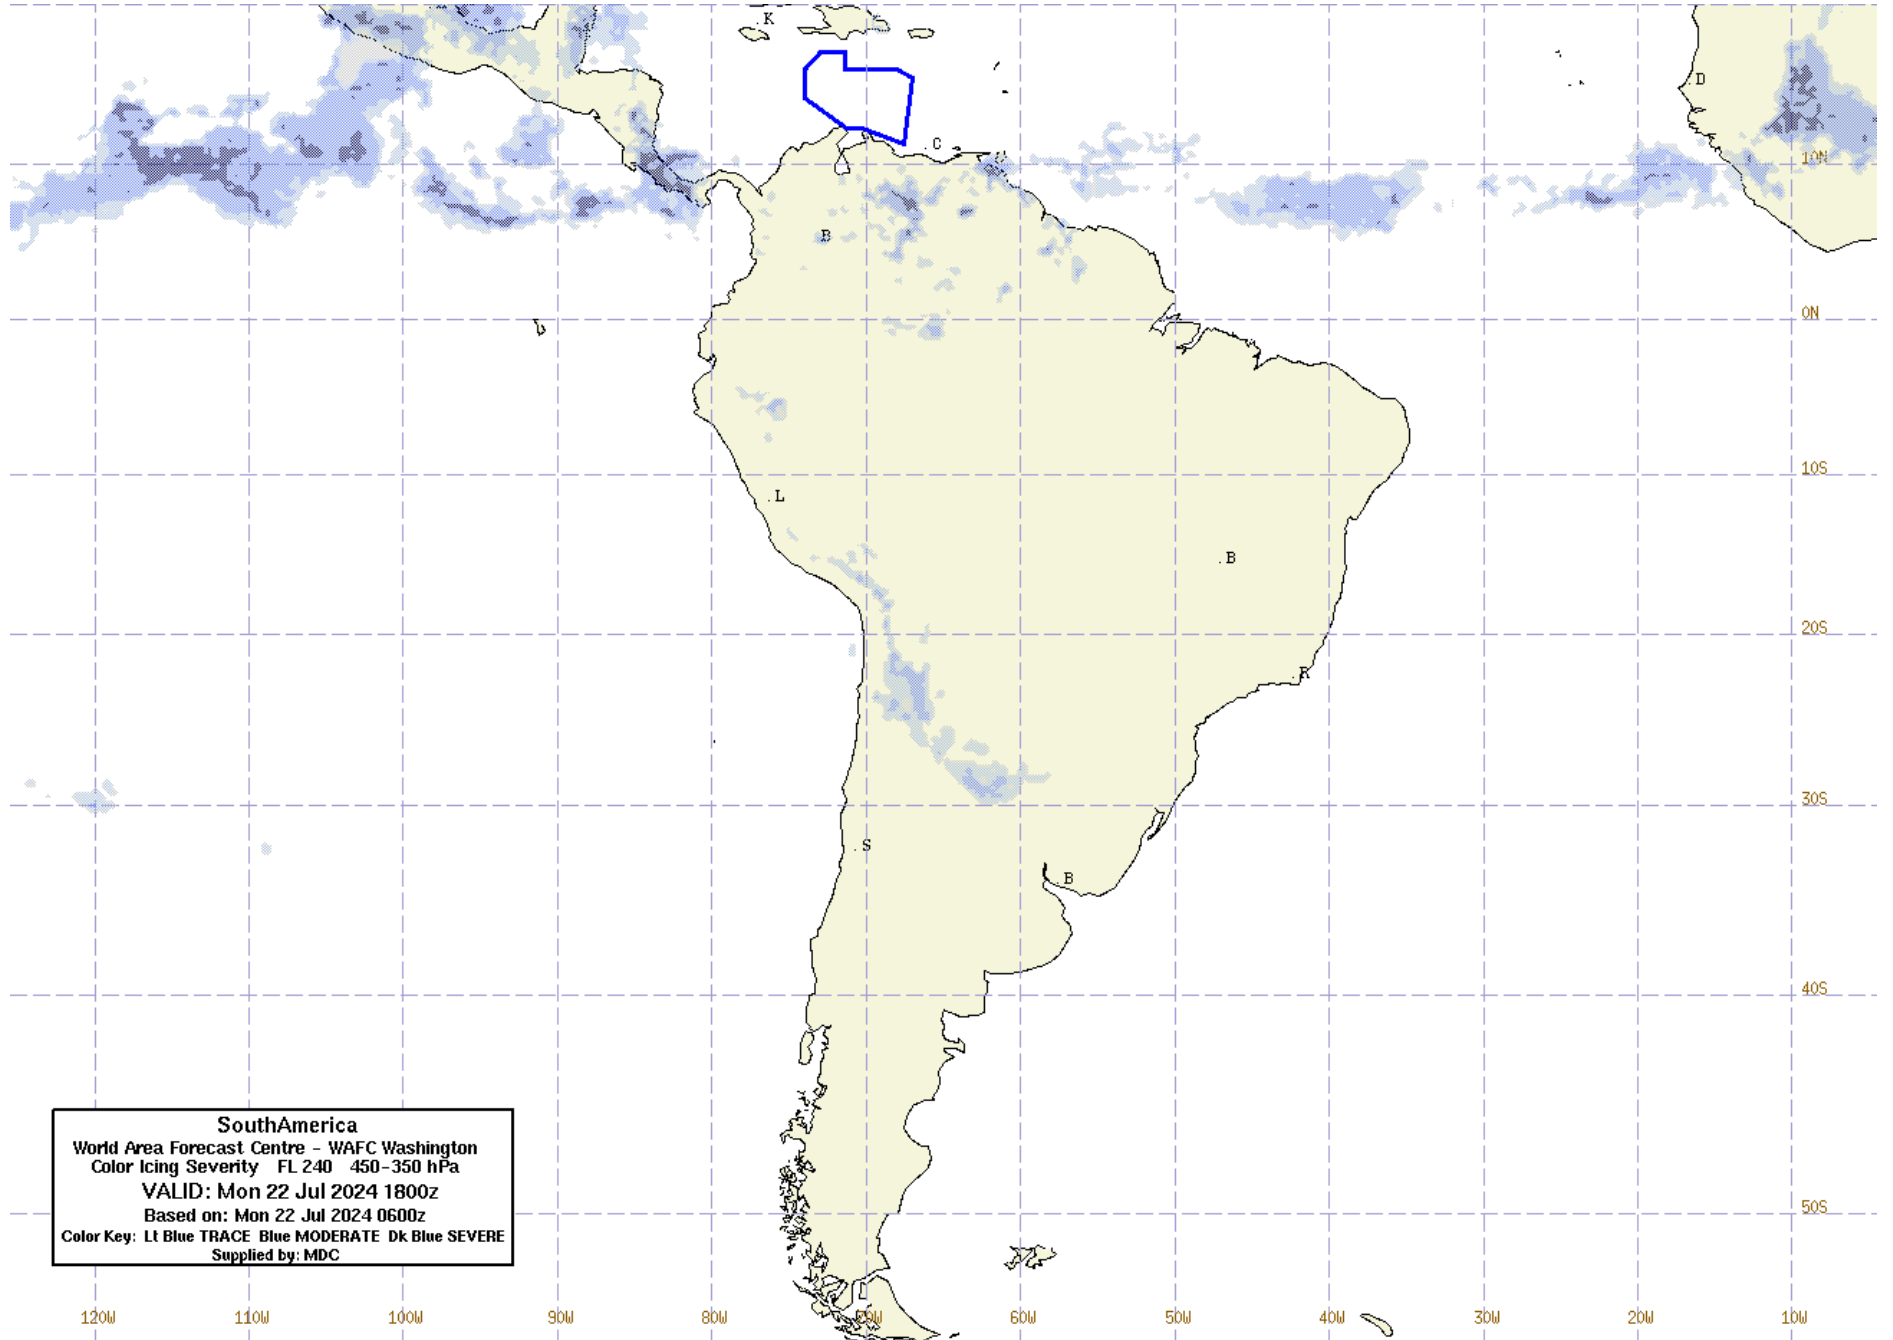 K
D
C
10N
B
0N
10S
L
B
20S
R
30S
S
B
40S
SouthAmerica
World Area Forecast Centre - WAFC Washington
Color Icing Severity FL 240 450-350 hPa
VALID: Mon 22 Jul 2024 1800z
Based on: Mon 22 Jul 2024 0600z
Color Key: Lt Blue TRACE Blue MODERATE Dk Blue SEVERE
Supplied by: MDC
50S
120W 110W 100W 90W 80W 70W 60W 50W 40W 30W 20W 10W